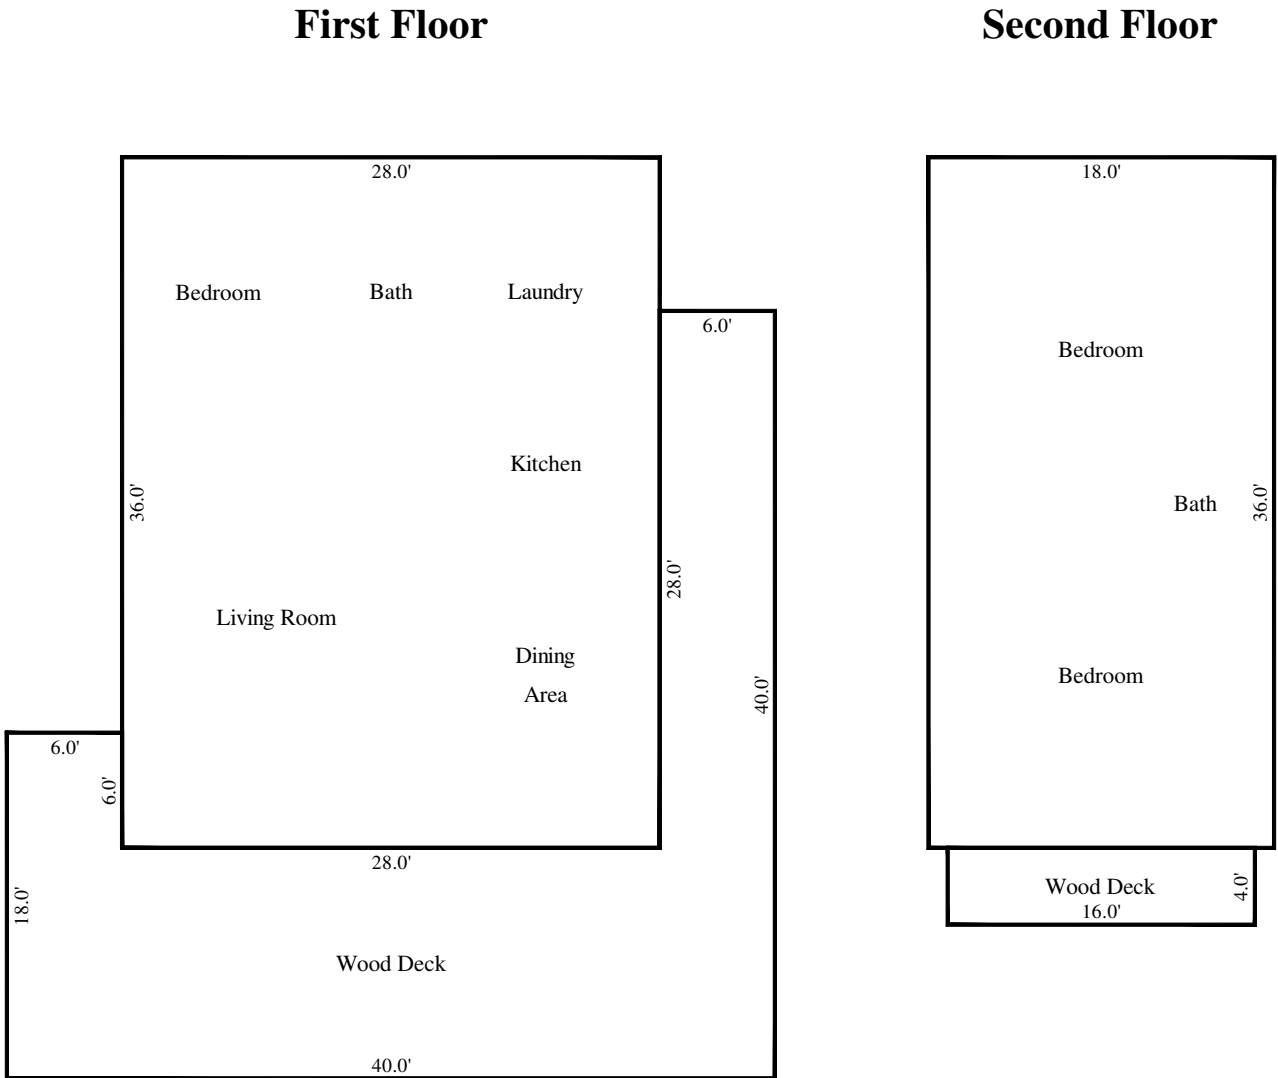 First Floor
Second Floor
28.0'
18.0'
Bedroom
Bath
Laundry
6.0'
Bedroom
Kitchen
36.0'
Bath
36.0'
28.0'
Living Room
Dining
Area
Bedroom
40.0'
6.0'
6.0'
28.0'
18.0'
Wood Deck
4.0'
16.0'
Wood Deck
40.0'